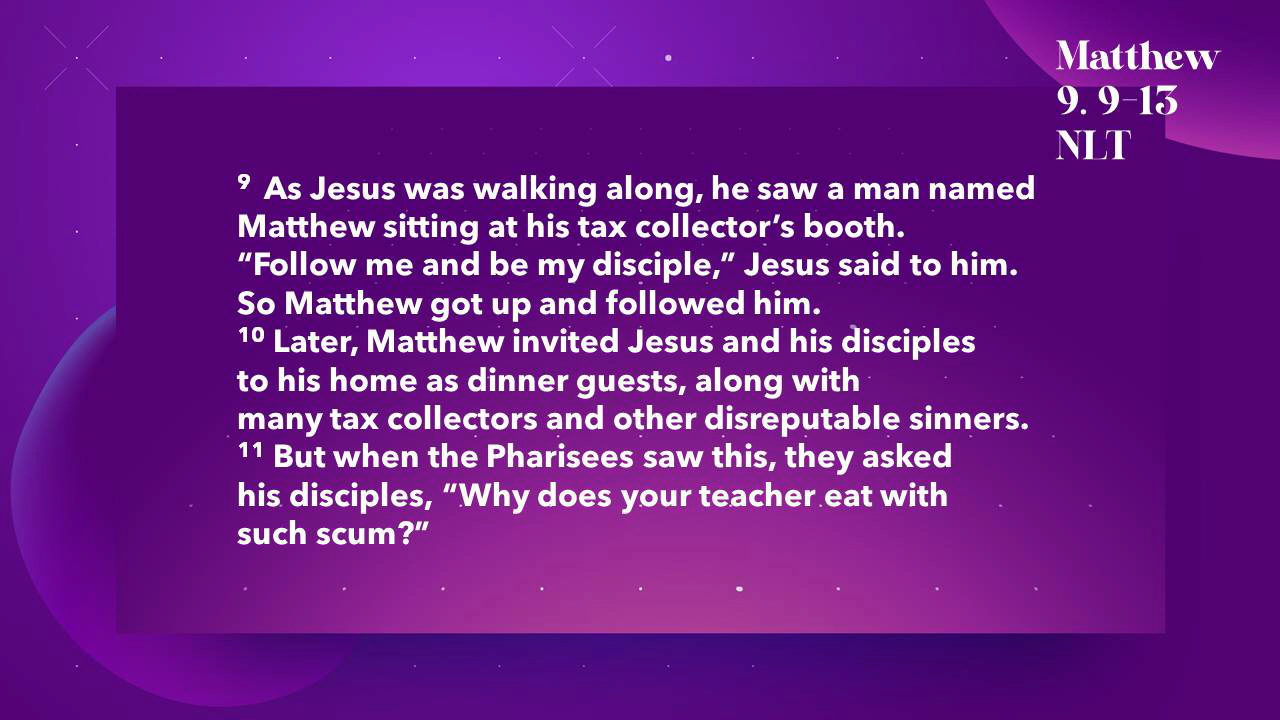 Matthew
9. 9-13
NLT
⁹ As Jesus was walking along, he saw a man named
Matthew sitting at his tax collector’s booth.
“Follow me and be my disciple,” Jesus said to him.
So Matthew got up and followed him.
¹⁰ Later, Matthew invited Jesus and his disciples
to his home as dinner guests, along with
many tax collectors and other disreputable sinners.
¹¹ But when the Pharisees saw this, they asked
his disciples, “Why does your teacher eat with
such scum?”